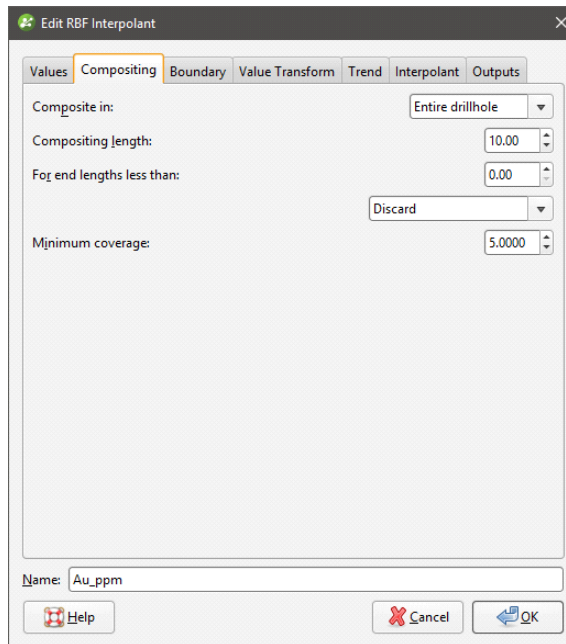 Edit RBF Interpolant
Values Compositing Boundary Value Transform Trend Interpolant Outputs
Composite in: Entire drillhole
Compositing length: 10.00
For end lengths less than: 0.00
Discard
Minimum coverage: 5.0000
Name: Au_ppm
Help Cancel OK